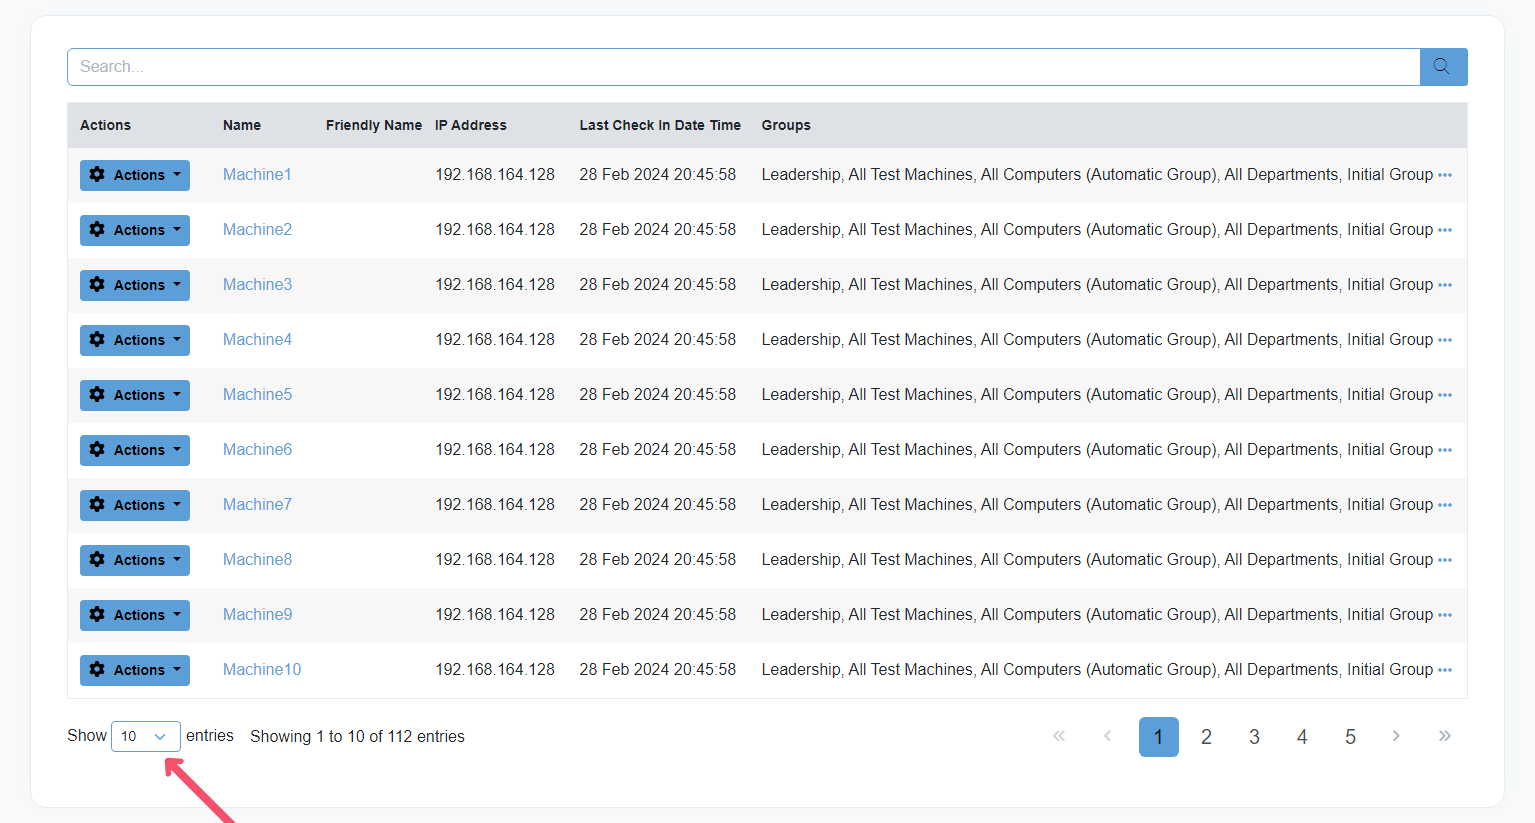 Search...
Actions Name Friendly Name IP Address Last Check In Date Time Groups
Actions Machine1 192.168.164.128 28 Feb 2024 20:45:58 Leadership, All Test Machines, All Computers (Automatic Group), All Departments, Initial Group •••
Actions Machine2 192.168.164.128 28 Feb 2024 20:45:58 Leadership, All Test Machines, All Computers (Automatic Group), All Departments, Initial Group •••
Actions Machine3 192.168.164.128 28 Feb 2024 20:45:58 Leadership, All Test Machines, All Computers (Automatic Group), All Departments, Initial Group •••
Actions Machine4 192.168.164.128 28 Feb 2024 20:45:58 Leadership, All Test Machines, All Computers (Automatic Group), All Departments, Initial Group •••
Actions Machine5 192.168.164.128 28 Feb 2024 20:45:58 Leadership, All Test Machines, All Computers (Automatic Group), All Departments, Initial Group •••
Actions Machine6 192.168.164.128 28 Feb 2024 20:45:58 Leadership, All Test Machines, All Computers (Automatic Group), All Departments, Initial Group •••
Actions Machine7 192.168.164.128 28 Feb 2024 20:45:58 Leadership, All Test Machines, All Computers (Automatic Group), All Departments, Initial Group •••
Actions Machine8 192.168.164.128 28 Feb 2024 20:45:58 Leadership, All Test Machines, All Computers (Automatic Group), All Departments, Initial Group •••
Actions Machine9 192.168.164.128 28 Feb 2024 20:45:58 Leadership, All Test Machines, All Computers (Automatic Group), All Departments, Initial Group •••
Actions Machine10 192.168.164.128 28 Feb 2024 20:45:58 Leadership, All Test Machines, All Computers (Automatic Group), All Departments, Initial Group •••
Show 10 entries Showing 1 to 10 of 112 entries « ‹ 1 2 3 4 5 › »